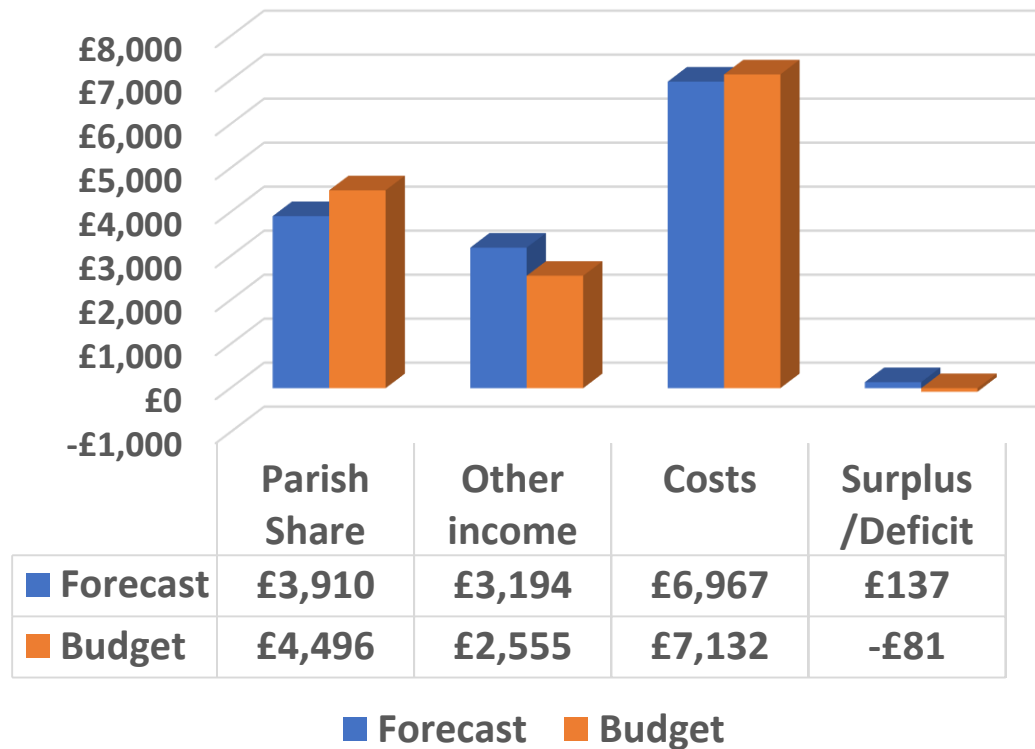 £8,000
£7,000
£6,000
£5,000
£4,000
£3,000
£2,000
£1,000
£0
-£1,000
Parish Share
Other income
Costs
Surplus /Deficit
Forecast £3,910 £3,194 £6,967 £137
Budget £4,496 £2,555 £7,132 -£81
Forecast Budget